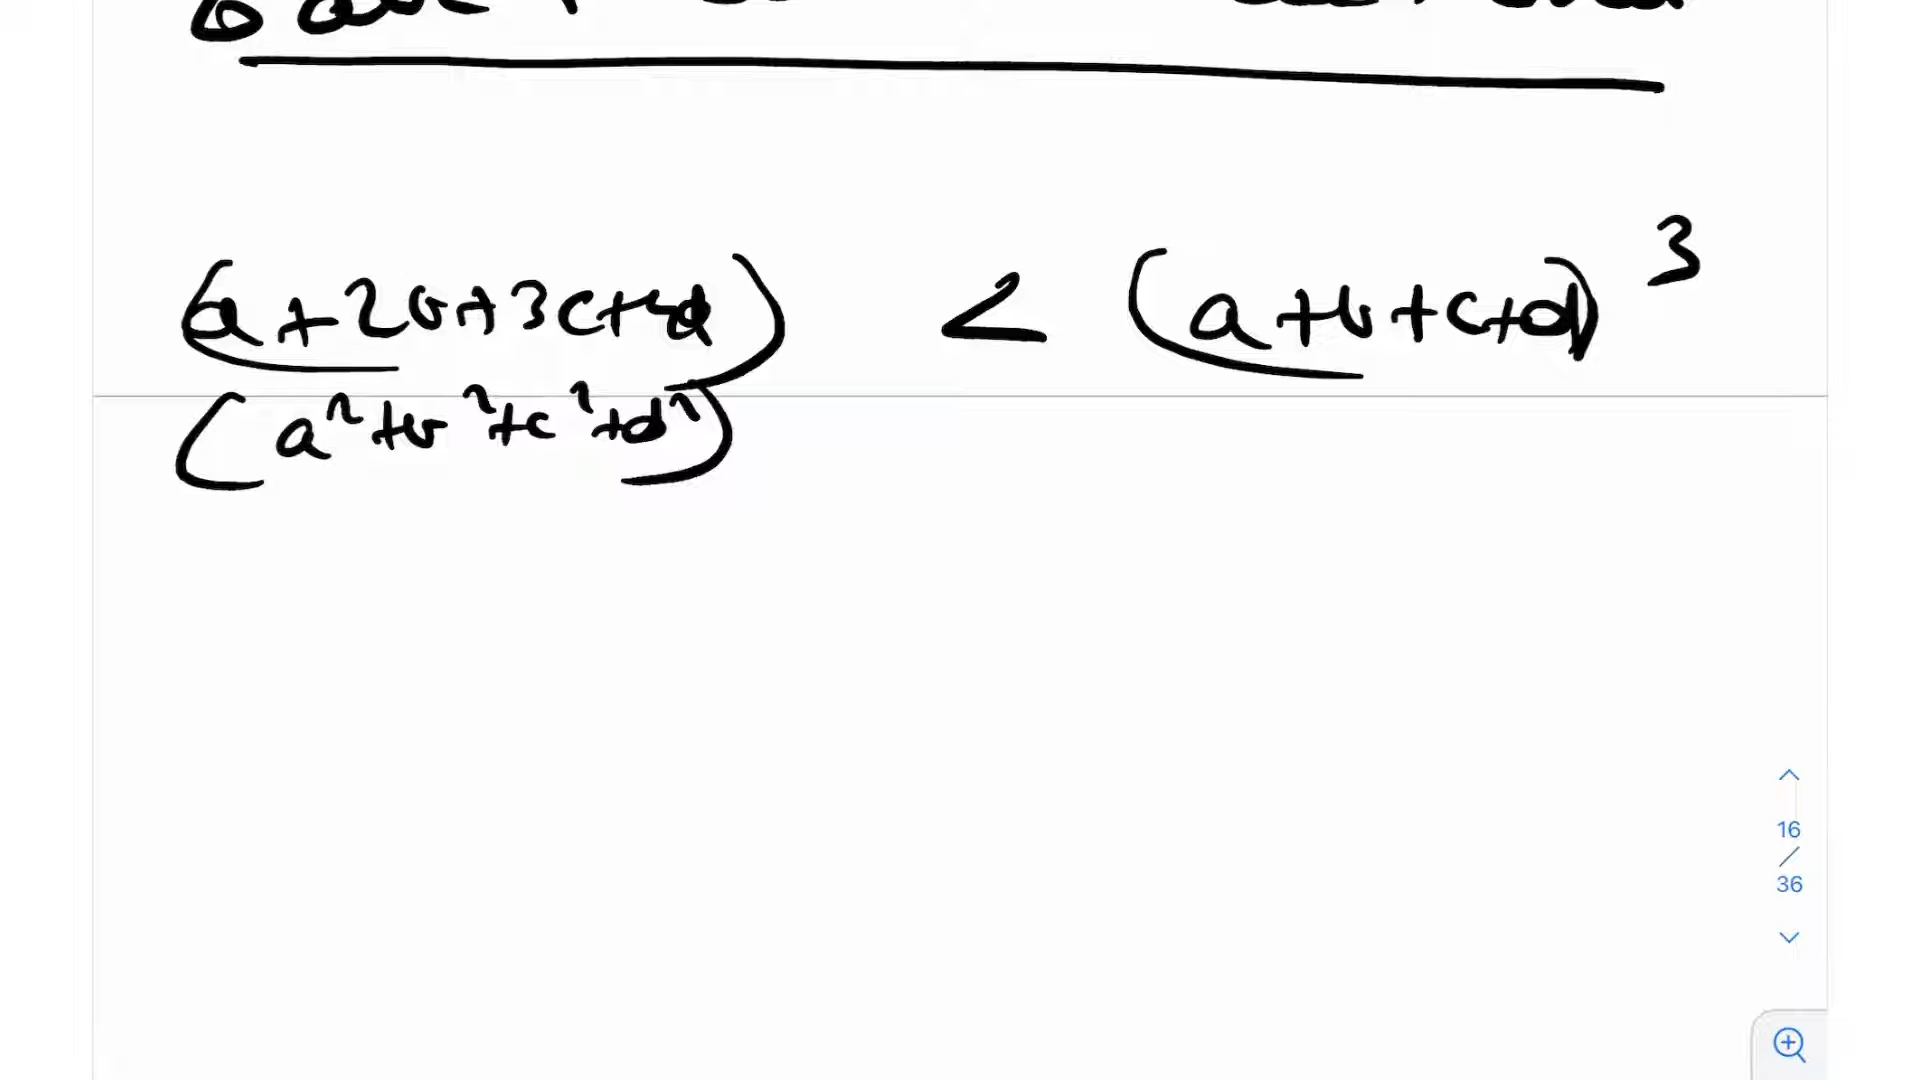 (a+2b+3c+4d) < (a+b+c+d)³
(a²+b²+c²+d²)
16
/
36